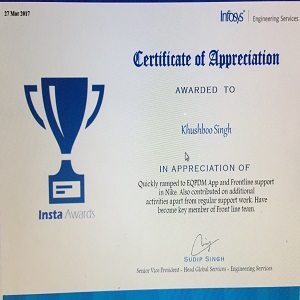 27 Mar 2017
Infosys | Engineering Services
Certificate of Appreciation
AWARDED TO
Khushboo Singh
IN APPRECIATION OF
Quickly ramped to EQPDM App and Frontline support
in Nike. Also contributed on additional
activities apart from regular support work. Have
become key member of Front line team.
Insta Awards
SUDIP SINGH
Senior Vice President - Head Global Services - Engineering Services